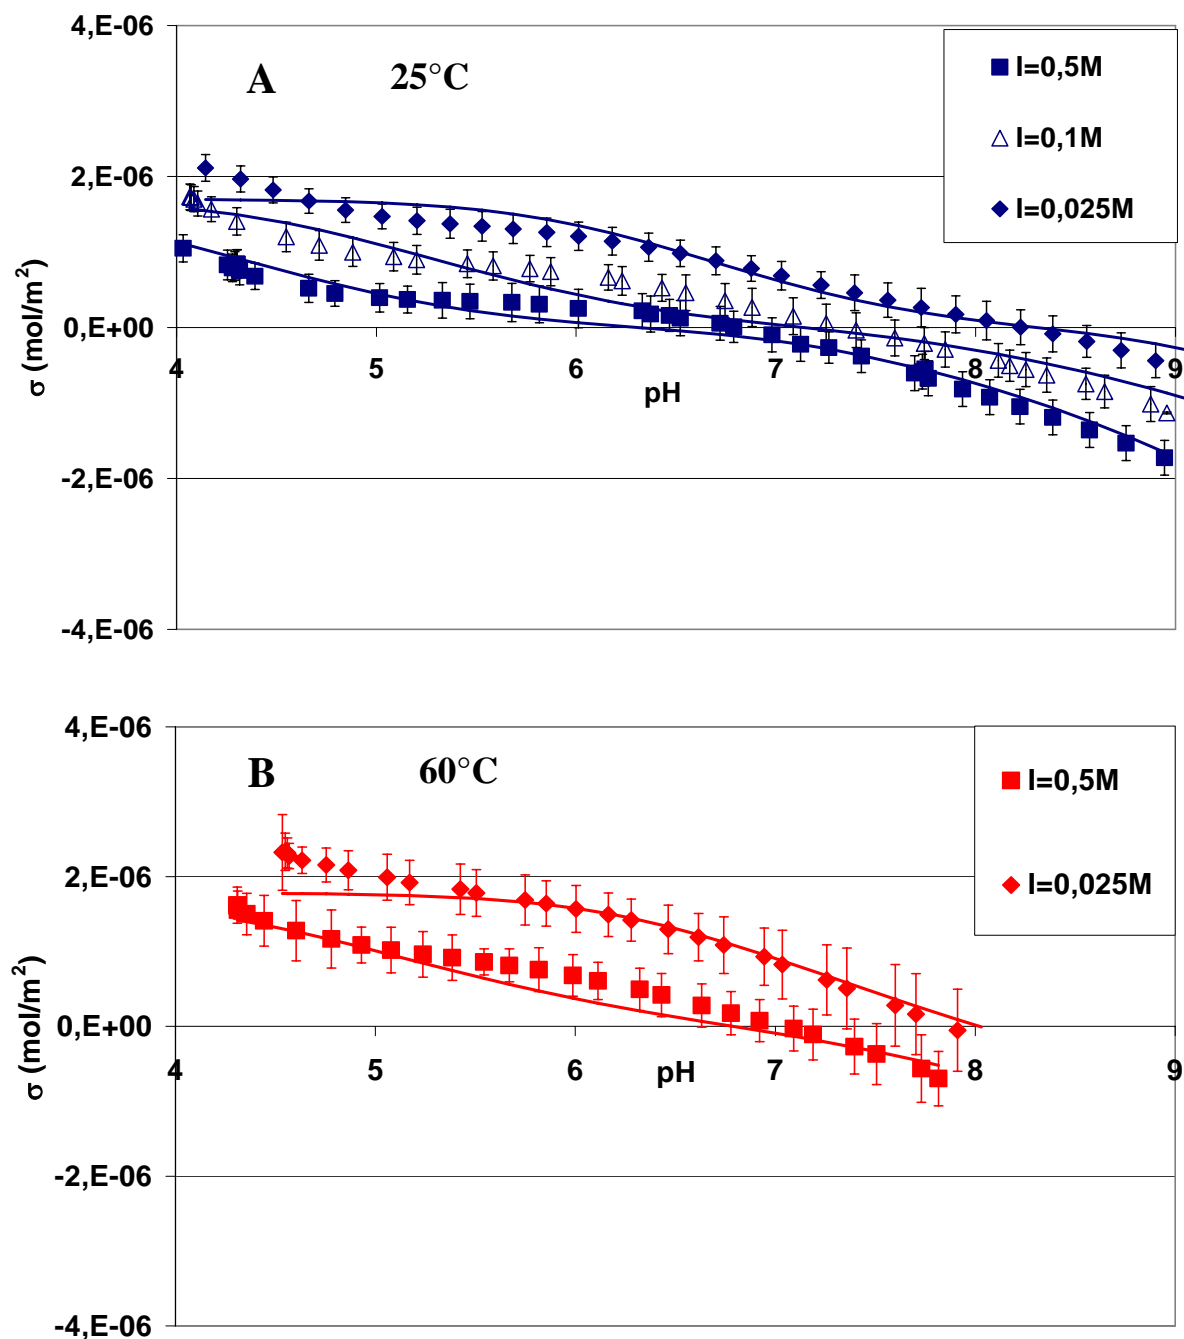 4,E-06
A
25°C
I=0,5M
I=0,1M
I=0,025M
2,E-06
0,E+00
4
5
6
7
8
9
pH
-2,E-06
-4,E-06
σ (mol/m²)
4,E-06
B
60°C
I=0,5M
I=0,025M
2,E-06
0,E+00
4
5
6
7
8
9
pH
-2,E-06
-4,E-06
σ (mol/m²)